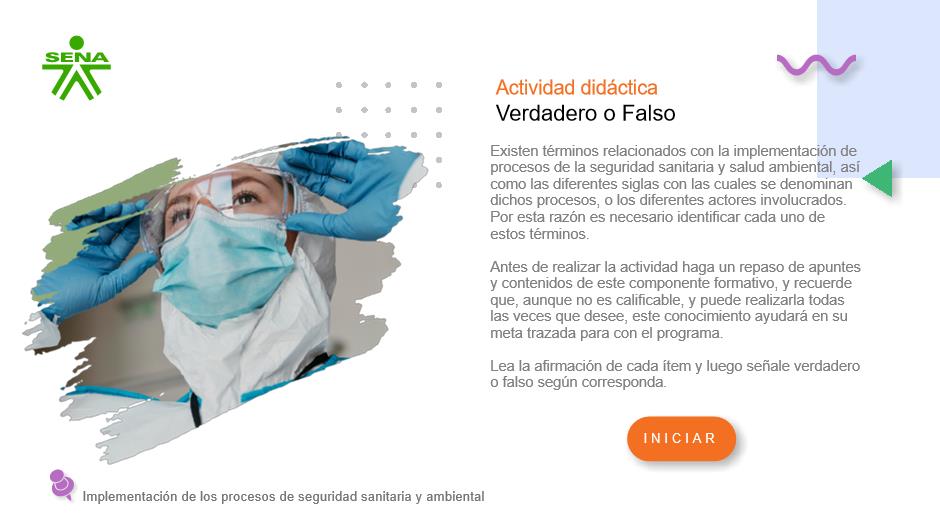 SENA
Actividad didáctica
Verdadero o Falso
Existen términos relacionados con la implementación de
procesos de la seguridad sanitaria y salud ambiental, así
como las diferentes siglas con las cuales se denominan
dichos procesos, o los diferentes actores involucrados.
Por esta razón es necesario identificar cada uno de
estos términos.
Antes de realizar la actividad haga un repaso de apuntes
y contenidos de este componente formativo, y recuerde
que, aunque no es calificable, y puede realizarla todas
las veces que desee, este conocimiento ayudará en su
meta trazada para con el programa.
Lea la afirmación de cada ítem y luego señale verdadero
o falso según corresponda.
INICIAR
Implementación de los procesos de seguridad sanitaria y ambiental